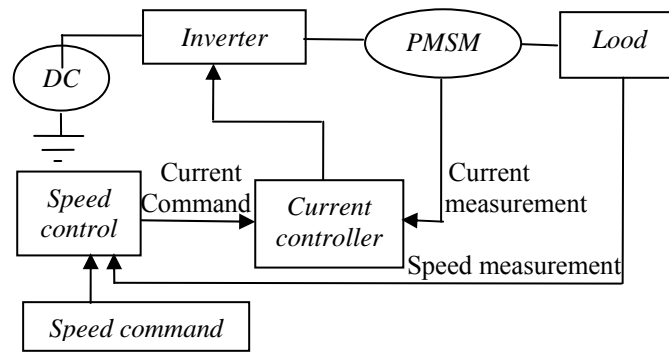 Inverter
PMSM
Lood
DC
Current
Command
Current
measurement
Speed
control
Current
controller
Speed measurement
Speed command